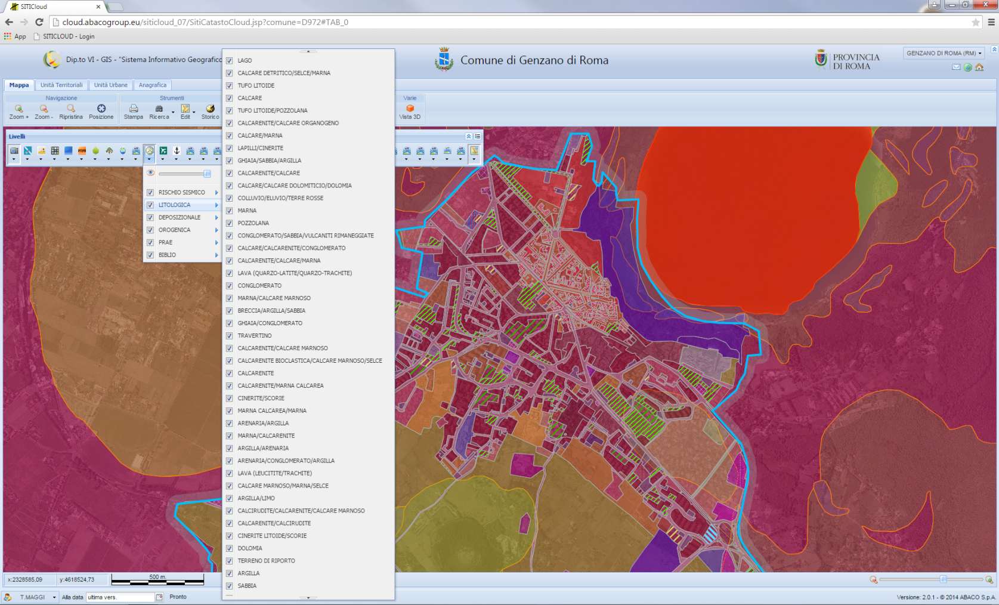 SITICloud
cloud.abacogroup.eu/siticloud_07/SitiCatastoCloud.jsp?comune=D972#TAB_0
App
SITICLOUD - Login
Dip.to VI - GIS - "Sistema Informativo Geografico
Comune di Genzano di Roma
PROVINCIA
DI ROMA
GENZANO DI ROMA (RM)
Mappa
Unità Territoriali
Unità Urbane
Anagrafica
Navigazione
Strumenti
Varie
Zoom +
Zoom -
Ripristina
Posizione
Stampa
Ricerca
Edit
Storico
Vista 3D
Livelli
RISCHIO SISMICO
LITOLOGICA
DEPOSIZIONALE
OROGENICA
PRAE
BIBLIO
LAGO
CALCARE DETRITICO/SELCE/MARNA
TUFO LITOIDE
CALCARE
TUFO LITOIDE/POZZOLANA
CALCARENITE/CALCARE ORGANOGENO
CALCARE/MARNA
LAPILLI/CINERITE
GHIAIA/SABBIA/ARGILLA
CALCARENITE/CALCARE
CALCARE/CALCARE DOLOMITICIO/DOLOMIA
COLLUVIO/ELUVIO/TERRE ROSSE
MARNA
POZZOLANA
CONGLOMERATO/SABBIA/VULCANITI RIMANEGGIATE
CALCARE/CALCARENITE/CONGLOMERATO
CALCARENITE/CALCARE/MARNA
LAVA (QUARZO-LATITE/QUARZO-TRACHITE)
CONGLOMERATO
MARNA/CALCARE MARNOSO
BRECCIA/ARGILLA/SABBIA
GHIAIA/CONGLOMERATO
TRAVERTINO
CALCARENITE/CALCARE MARNOSO
CALCARENITE BIOCLASTICA/CALCARE MARNOSO/SELCE
CALCARENITE
CALCARENITE/MARNA CALCAREA
CINERITE/SCORIE
MARNA CALCAREA/MARNA
ARENARIA/ARGILLA
MARNA/CALCARENITE
ARGILLA/ARENARIA
ARENARIA/CONGLOMERATO/ARGILLA
LAVA (LEUCITITE/TRACHITE)
CALCARE MARNOSO/MARNA/SELCE
ARGILLA/LIMO
CALCIRUDITE/CALCARENITE/CALCARE MARNOSO
CALCARENITE/CALCIRUDITE
CINERITE LITOIDE/SCORIE
DOLOMIA
TERRENO DI RIPORTO
ARGILLA
SABBIA
x:2328585,09
y:4618524,73
500 m.
T.MAGGI
Alla data
ultima vers.
Pronto
Versione: 2.0.1 - © 2014 ABACO S.p.A.